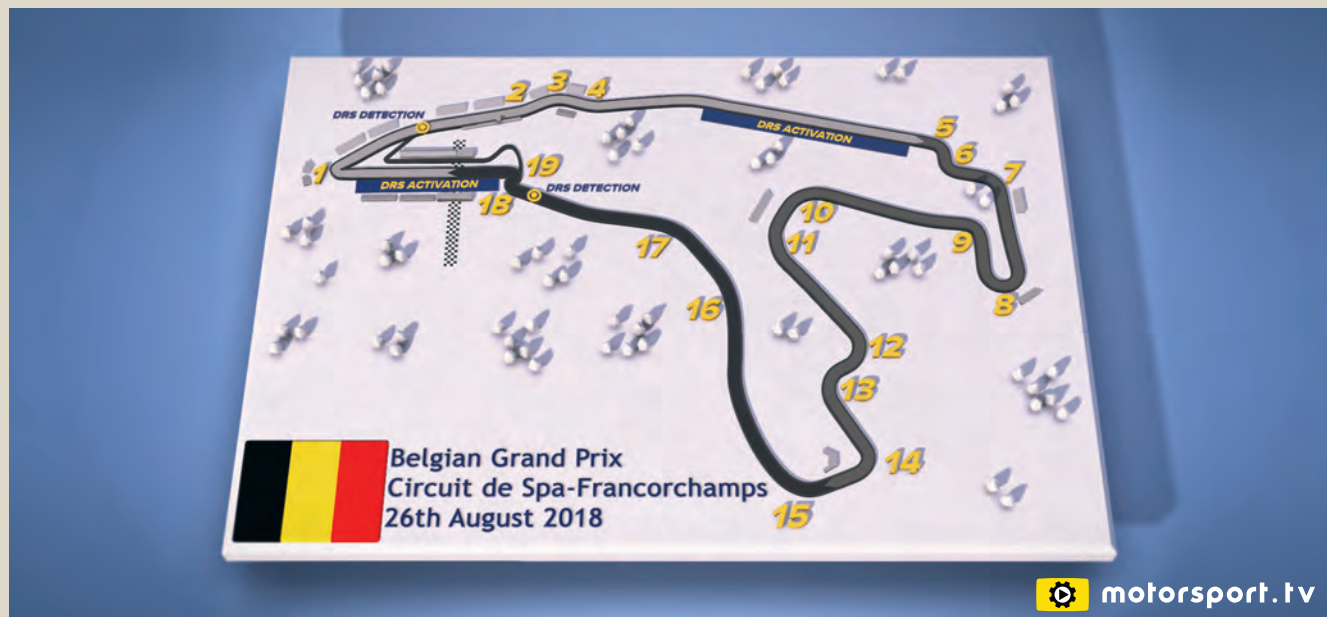 2
3
4
DRS DETECTION
DRS ACTIVATION
5
6
7
1
19
DRS ACTIVATION
DRS DETECTION
18
10
17
11
9
16
8
12
13
Belgian Grand Prix
14
Circuit de Spa-Francorchamps
26th August 2018
15
motorsport.tv